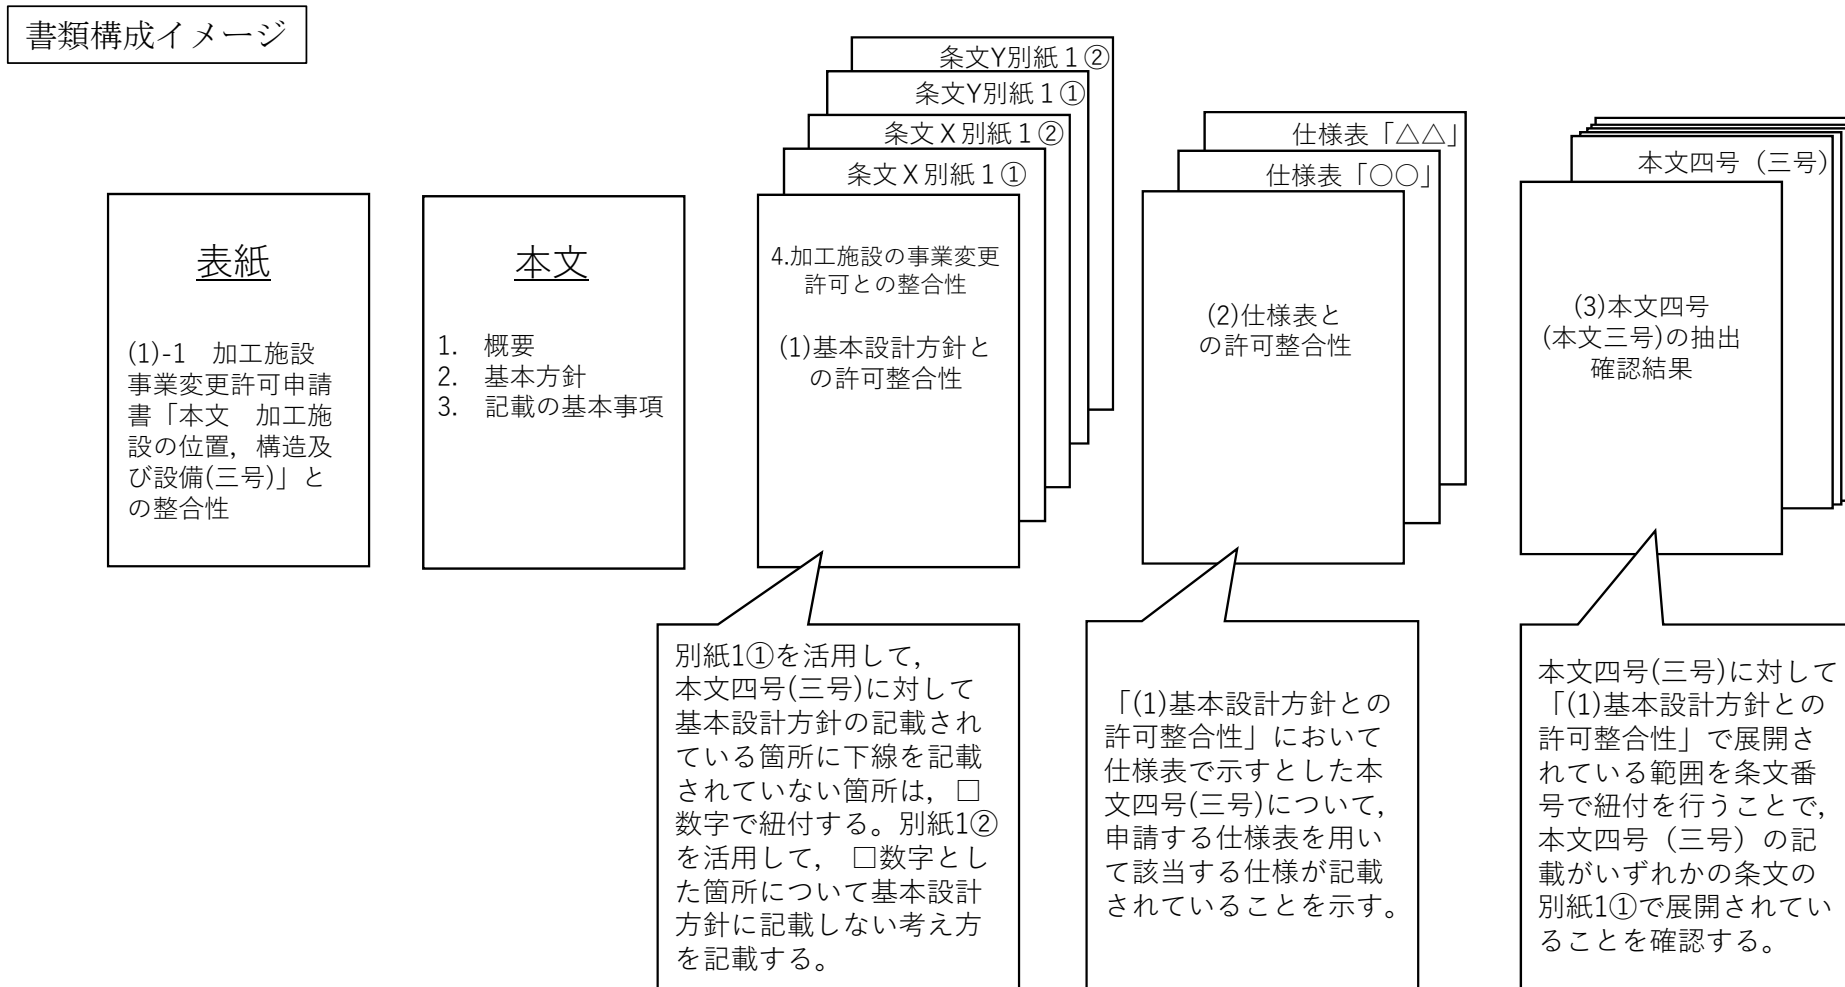 書類構成イメージ
表紙
(1)-1　加工施設
事業変更許可申請
書「本文　加工施
設の位置，構造及
び設備(三号)」と
の整合性
本文
1.　概要
2.　基本方針
3.　記載の基本事項
条文Y別紙１②
条文Y別紙１①
条文Ｘ別紙１②
条文Ｘ別紙１①
4.加工施設の事業変更
許可との整合性
(1)基本設計方針と
の許可整合性
仕様表「△△」
仕様表「○○」
(2)仕様表と
の許可整合性
本文四号（三号）
(3)本文四号
(本文三号)の抽出
確認結果
別紙1①を活用して，
本文四号(三号)に対して
基本設計方針の記載され
ている箇所に下線を記載
されていない箇所は，□
数字で紐付する。別紙1②
を活用して，　□数字とし
た箇所について基本設計
方針に記載しない考え方
を記載する。
「(1)基本設計方針との
許可整合性」において
仕様表で示すとした本
文四号(三号)について，
申請する仕様表を用い
て該当する仕様が記載
されていることを示す。
本文四号(三号)に対して
「(1)基本設計方針との
許可整合性」で展開さ
れている範囲を条文番
号で紐付を行うことで，
本文四号（三号）の記
載がいずれかの条文の
別紙1①で展開されてい
ることを確認する。